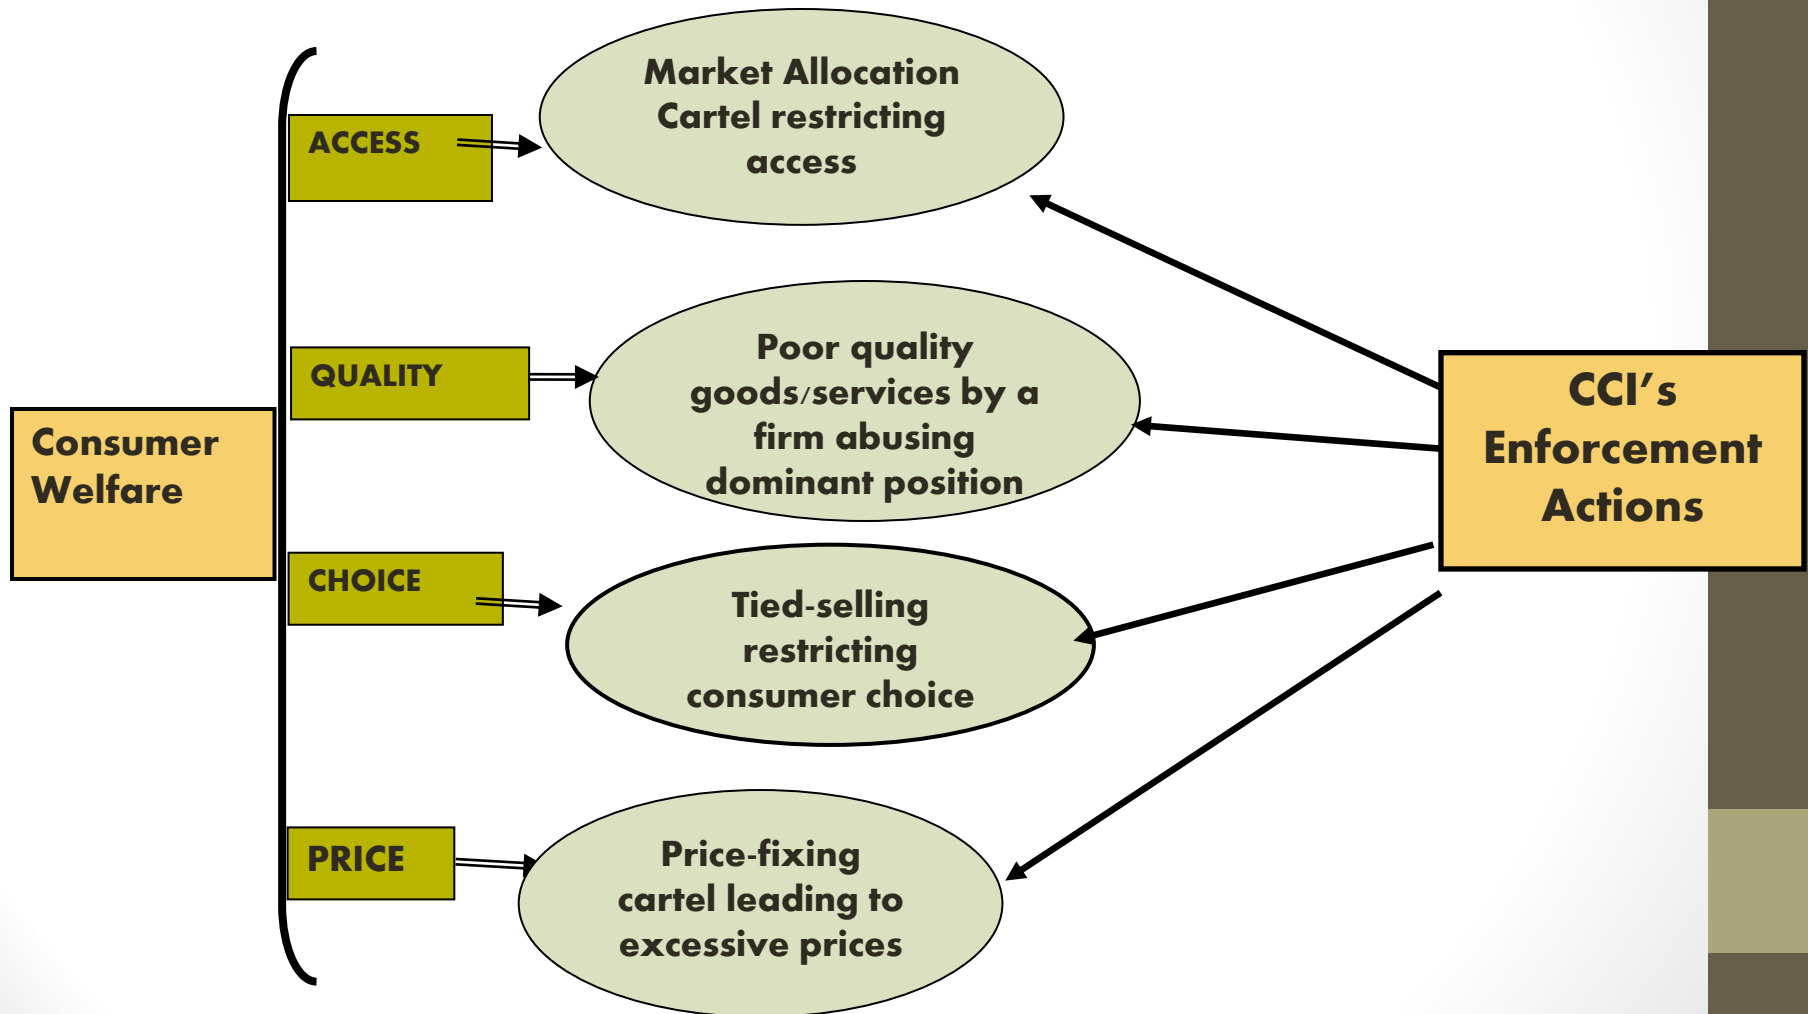 Consumer
Welfare
ACCESS
Market Allocation
Cartel restricting
access
QUALITY
Poor quality
goods/services by a
firm abusing
dominant position
CHOICE
Tied-selling
restricting
consumer choice
PRICE
Price-fixing
cartel leading to
excessive prices
CCI’s
Enforcement
Actions